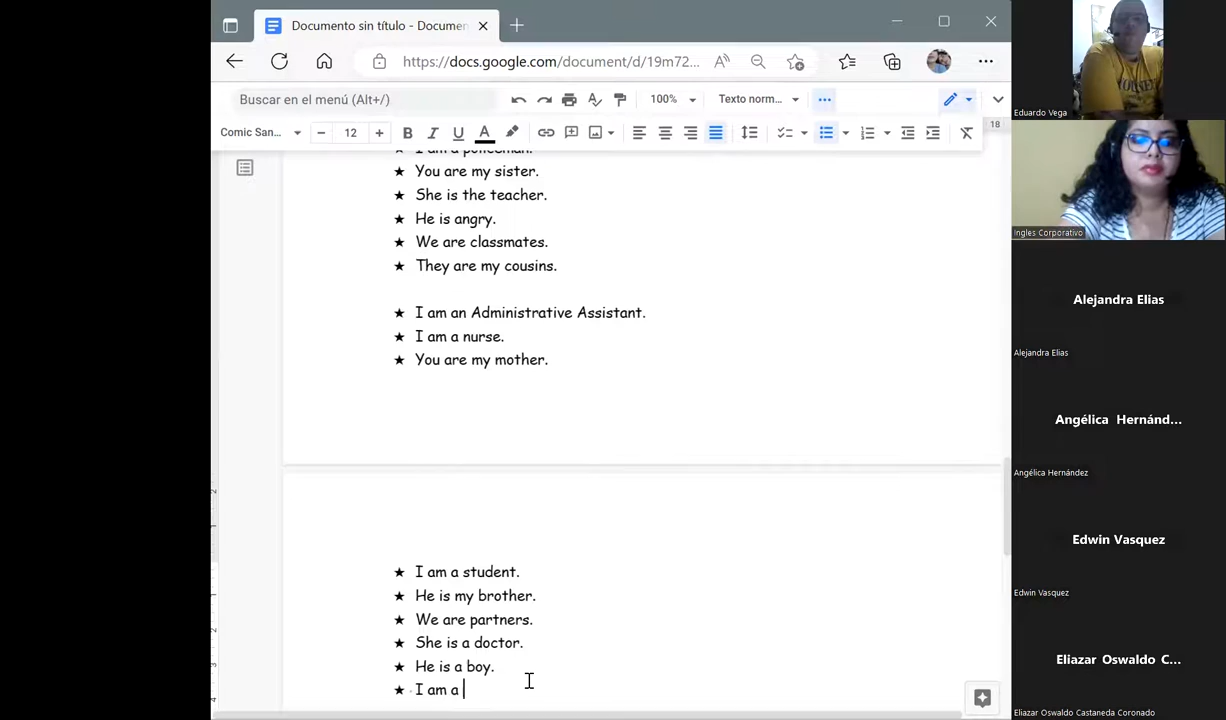 Documento sin título - Documen
https://docs.google.com/document/d/19m72...
Buscar en el menú (Alt+/)
100%
Texto norm...
Comic San...
12
18
I am a policeman.
★ You are my sister.
★ She is the teacher.
★ He is angry.
★ We are classmates.
★ They are my cousins.
★ I am an Administrative Assistant.
★ I am a nurse.
★ You are my mother.
★ I am a student.
★ He is my brother.
★ We are partners.
★ She is a doctor.
★ He is a boy.
★ I am a
Eduardo Vega
Ingles Corporativo
Alejandra Elias
Alejandra Elias
Angélica Hernánd...
Angélica Hernández
Edwin Vasquez
Edwin Vasquez
Eliazar Oswaldo C...
Eliazar Oswaldo Castaneda Coronado